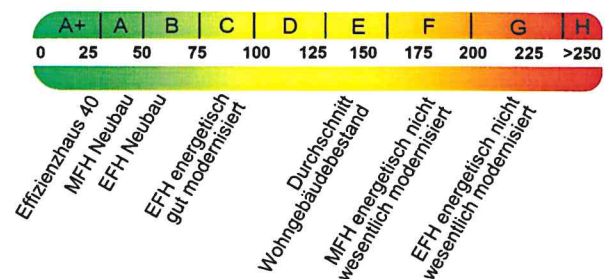 A+ A B C D E F G H
0 25 50 75 100 125 150 175 200 225 >250
Effizienzhaus 40
MFH Neubau
EFH Neubau
EFH energetisch
gut modernisiert
Durchschnitt
Wohngebäudebestand
MFH energetisch nicht
wesentlich modernisiert
EFH energetisch nicht
wesentlich modernisiert